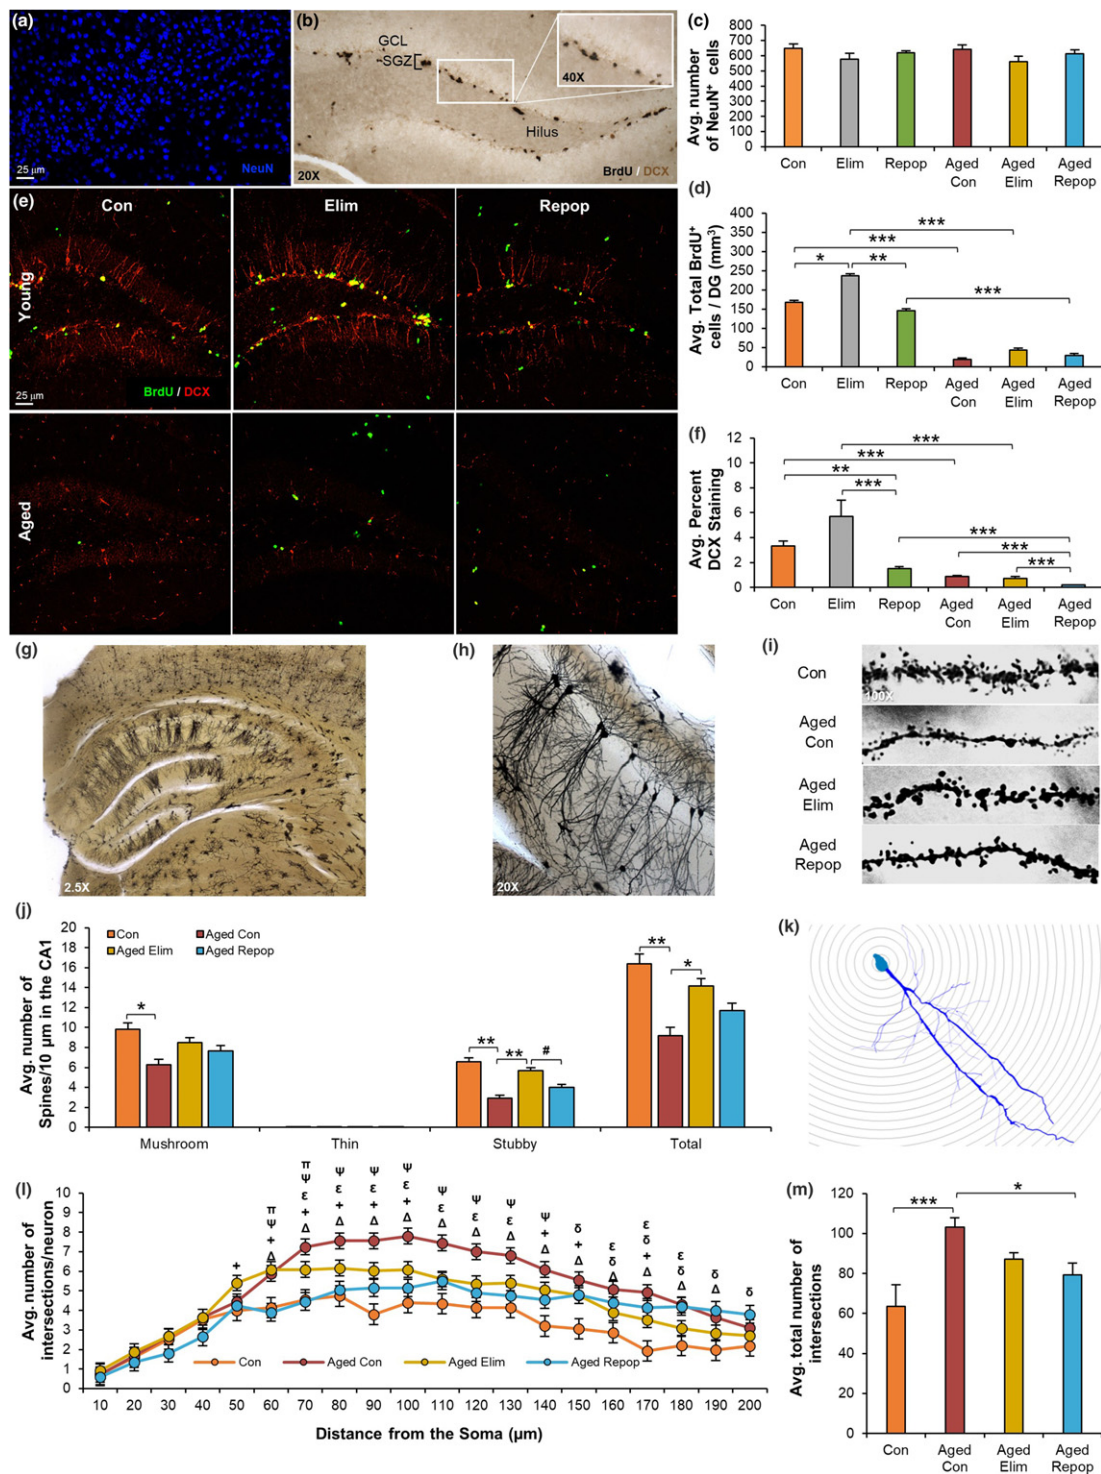 (a)
NeuN
25 µm
(b)
GCL
SGZ
40X
Hilus
20X
BrdU / DCX
(c)
Avg. number
of NeuN⁺ cells
900
800
700
600
500
400
300
200
100
0
Con
Elim
Repop
Aged
Con
Aged
Elim
Aged
Repop
(d)
Avg. Total BrdU⁺
cells / DG (mm³)
400
350
300
250
200
150
100
50
0
***
***
*
**
***
Con
Elim
Repop
Aged
Con
Aged
Elim
Aged
Repop
(e)
Con
Elim
Repop
Young
25 µm
BrdU / DCX
Aged
(f)
Avg. Percent
DCX Staining
12
10
8
6
4
2
0
***
***
**
***
***
***
***
Con
Elim
Repop
Aged
Con
Aged
Elim
Aged
Repop
(g)
2.5X
(h)
20X
(i)
Con
100X
Aged
Con
Aged
Elim
Aged
Repop
(j)
Avg. number of
Spines/10 µm in the CA1
20
18
16
14
12
10
8
6
4
2
0
Con
Aged Con
Aged Elim
Aged Repop
*
**
**
#
**
*
Mushroom
Thin
Stubby
Total
(k)
(l)
Avg. number of
intersections/neuron
10
9
8
7
6
5
4
3
2
1
0
+
π
Ψ
+
Δ
π
Ψ
ε
+
Δ
Ψ
ε
+
Δ
Ψ
ε
+
Δ
Ψ
ε
+
Δ
Ψ
ε
Δ
Ψ
ε
Δ
Ψ
ε
Δ
Ψ
+
Δ
δ
+
Δ
ε
δ
Δ
ε
δ
+
Δ
ε
δ
Δ
δ
Δ
δ
Con
Aged Con
Aged Elim
Aged Repop
10 20 30 40 50 60 70 80 90 100 110 120 130 140 150 160 170 180 190 200
Distance from the Soma (µm)
(m)
Avg. total number of
intersections
120
100
80
60
40
20
0
***
*
Con
Aged
Con
Aged
Elim
Aged
Repop